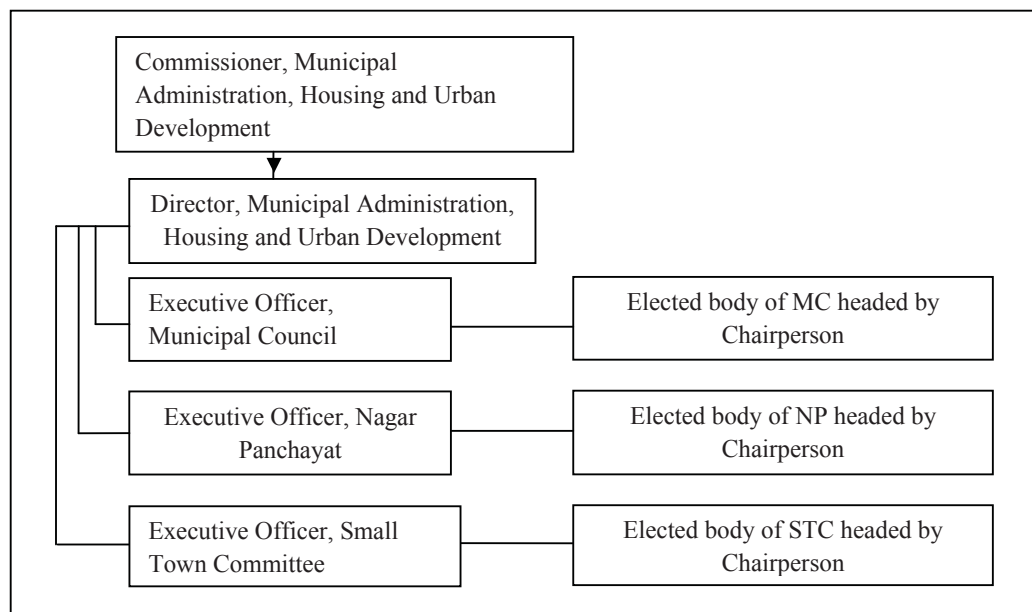 Commissioner, Municipal
Administration, Housing and Urban
Development
Director, Municipal Administration,
Housing and Urban Development
Executive Officer,
Municipal Council
Elected body of MC headed by
Chairperson
Executive Officer, Nagar
Panchayat
Elected body of NP headed by
Chairperson
Executive Officer, Small
Town Committee
Elected body of STC headed by
Chairperson